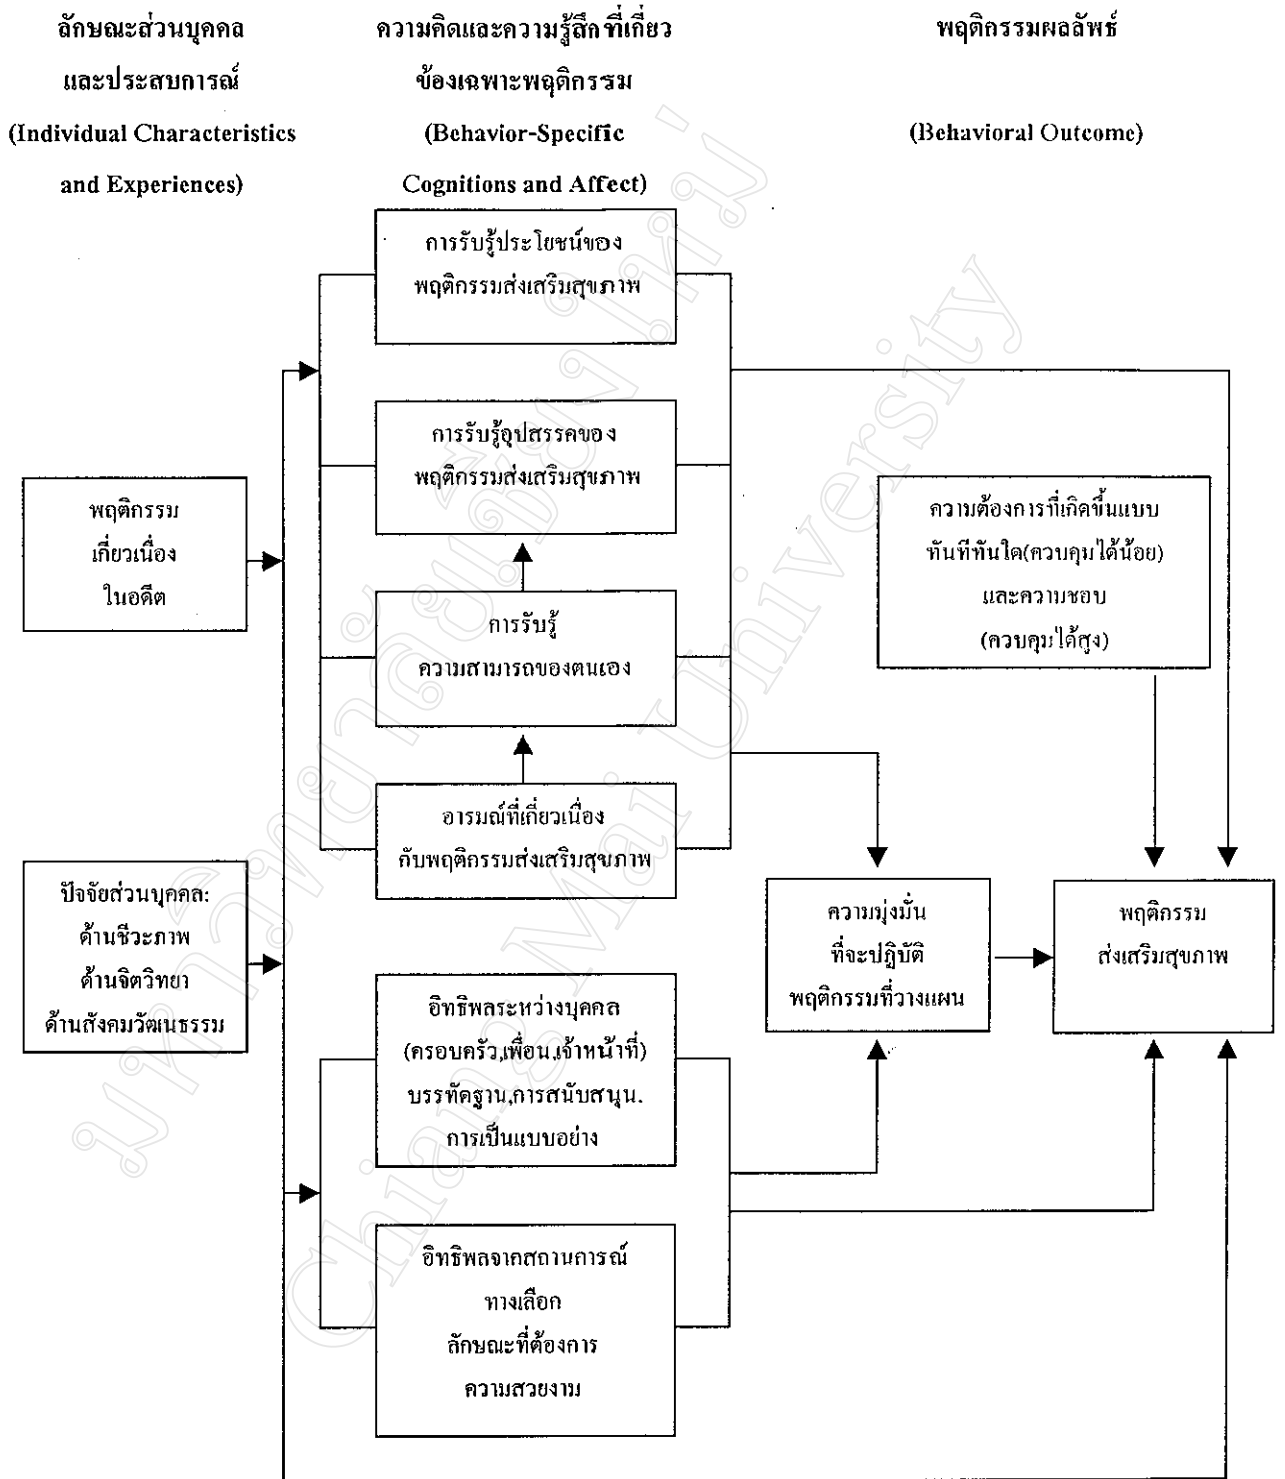 ลักษณะส่วนบุคคล
และประสบการณ์
(Individual Characteristics
and Experiences)
ความคิดและความรู้สึกที่เกี่ยว
ข้องเฉพาะพฤติกรรม
(Behavior-Specific
Cognitions and Affect)
พฤติกรรมผลลัพธ์
(Behavioral Outcome)
การรับรู้ประโยชน์ของ
พฤติกรรมส่งเสริมสุขภาพ
การรับรู้อุปสรรคของ
พฤติกรรมส่งเสริมสุขภาพ
พฤติกรรม
เกี่ยวเนื่อง
ในอดีต
ความต้องการที่เกิดขึ้นแบบ
ทันทีทันใด(ควบคุมได้น้อย)
และความชอบ
(ควบคุมได้สูง)
การรับรู้
ความสามารถของตนเอง
อารมณ์ที่เกี่ยวเนื่อง
กับพฤติกรรมส่งเสริมสุขภาพ
ปัจจัยส่วนบุคคล:
ด้านชีวะภาพ
ด้านจิตวิทยา
ด้านสังคมวัฒนธรรม
ความมุ่งมั่น
ที่จะปฏิบัติ
พฤติกรรมที่วางแผน
พฤติกรรม
ส่งเสริมสุขภาพ
อิทธิพลระหว่างบุคคล
(ครอบครัว,เพื่อน,เจ้าหน้าที่)
บรรทัดฐาน,การสนับสนุน.
การเป็นแบบอย่าง
อิทธิพลจากสถานการณ์
ทางเลือก
ลักษณะที่ต้องการ
ความสวยงาม
มหาวิทยาลัยเชียงใหม่
Chiang Mai University